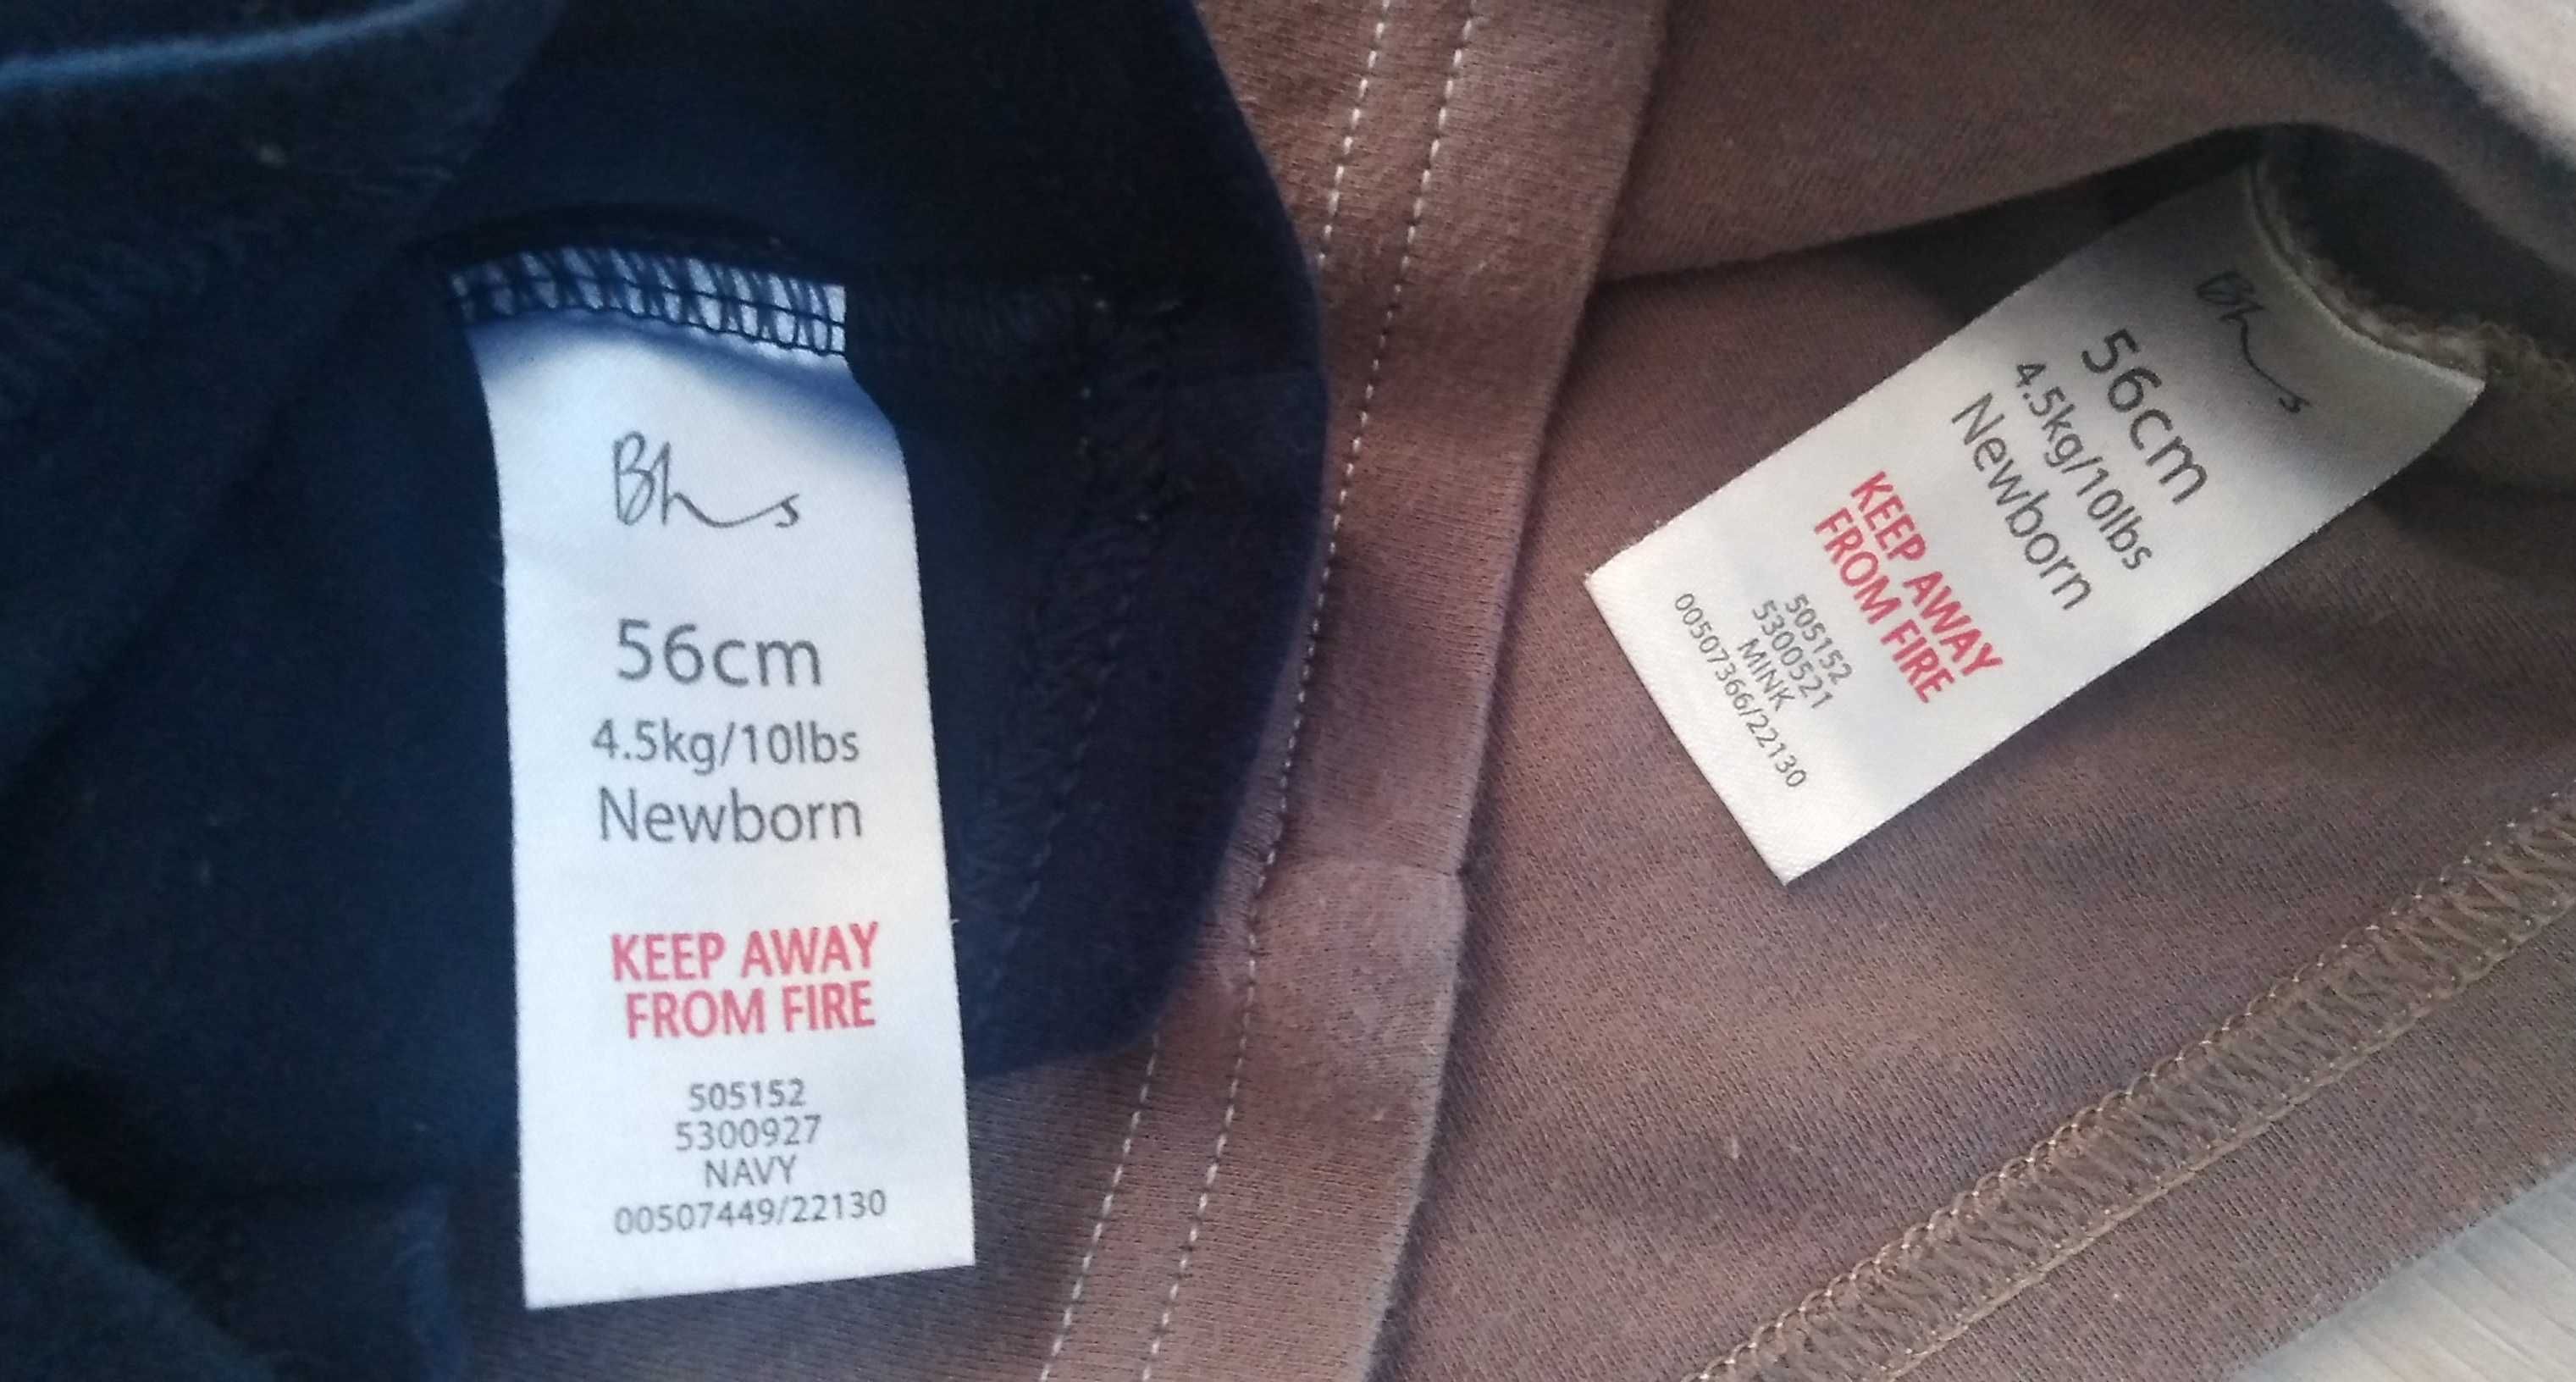 Bhs
56cm
4.5kg/10lbs
Newborn
KEEP AWAY
FROM FIRE
505152
5300927
NAVY
00507449/22130
Bhs
56cm
4.5kg/10lbs
Newborn
KEEP AWAY
FROM FIRE
505152
5300521
MINK
00507366/22130